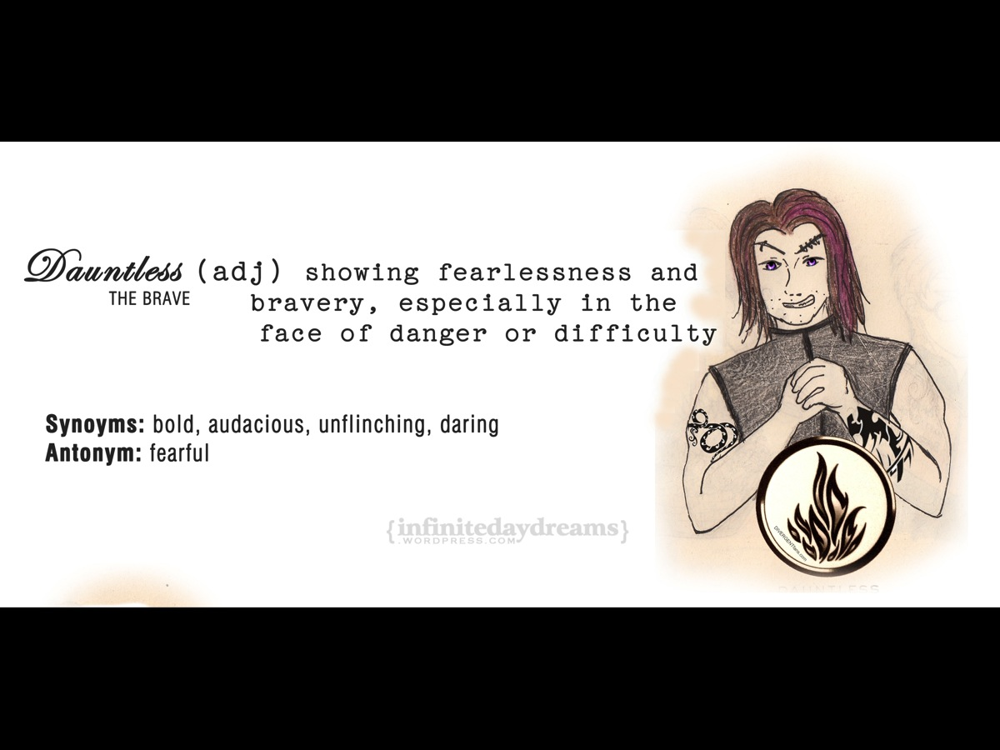 Dauntless (adj) showing fearlessness and
THE BRAVE bravery, especially in the
face of danger or difficulty
Synoyms: bold, audacious, unflinching, daring
Antonym: fearful
{infinitedaydreams}
.WORDPRESS.COM
DIVERGENTfans.com
DAUNTLESS